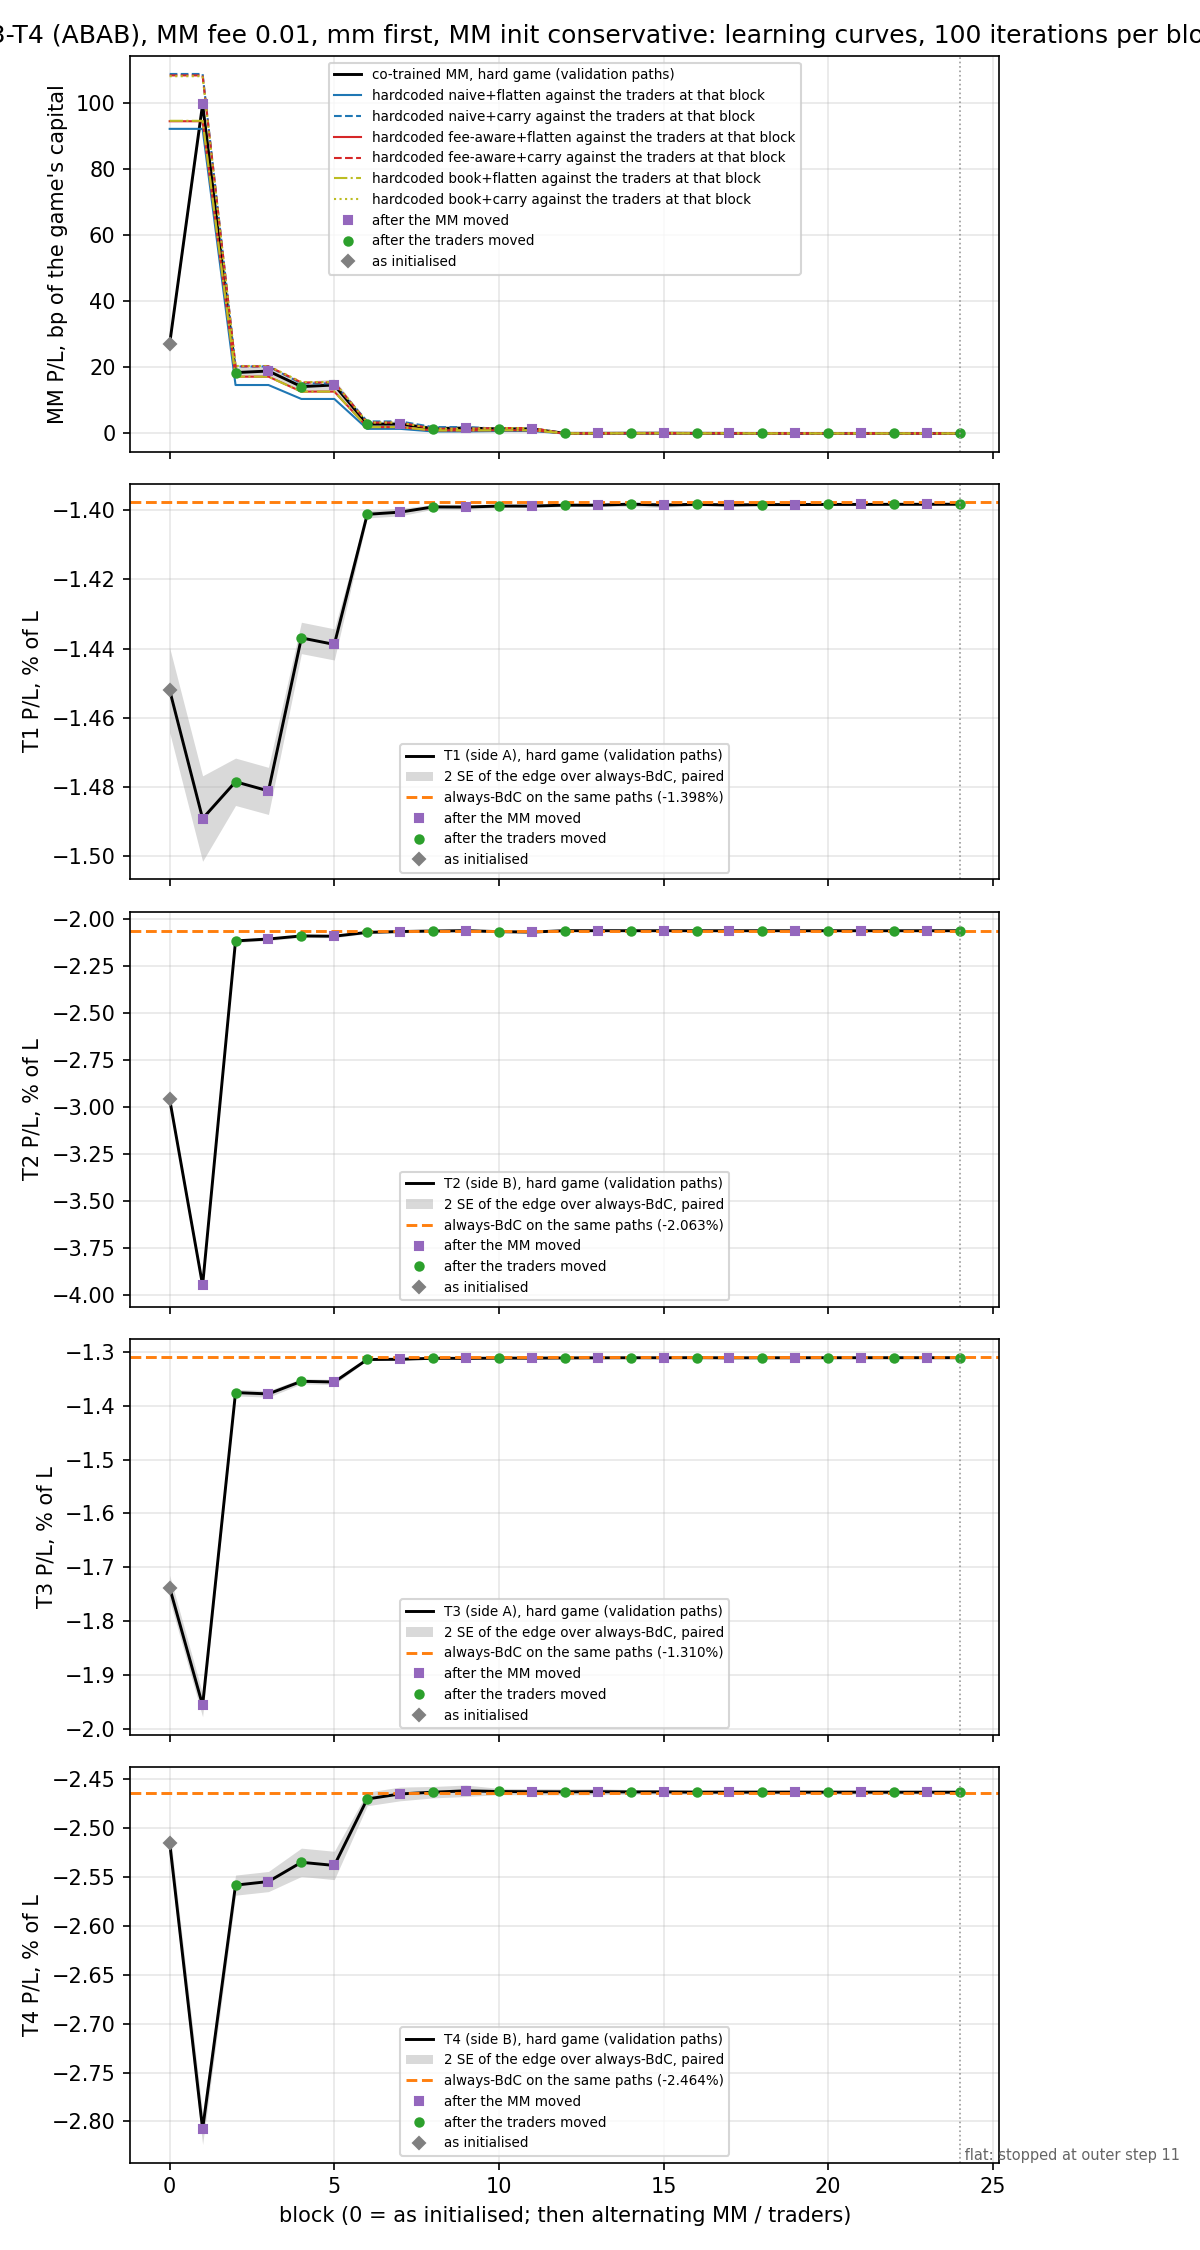 3-T4 (ABAB), MM fee 0.01, mm first, MM init conservative: learning curves, 100 iterations per blo
MM P/L, bp of the game's capital
100
80
60
40
20
0
co-trained MM, hard game (validation paths)
hardcoded naive+flatten against the traders at that block
hardcoded naive+carry against the traders at that block
hardcoded fee-aware+flatten against the traders at that block
hardcoded fee-aware+carry against the traders at that block
hardcoded book+flatten against the traders at that block
hardcoded book+carry against the traders at that block
after the MM moved
after the traders moved
as initialised
T1 P/L, % of L
−1.40
−1.42
−1.44
−1.46
−1.48
−1.50
T1 (side A), hard game (validation paths)
2 SE of the edge over always-BdC, paired
always-BdC on the same paths (-1.398%)
after the MM moved
after the traders moved
as initialised
T2 P/L, % of L
−2.00
−2.25
−2.50
−2.75
−3.00
−3.25
−3.50
−3.75
−4.00
T2 (side B), hard game (validation paths)
2 SE of the edge over always-BdC, paired
always-BdC on the same paths (-2.063%)
after the MM moved
after the traders moved
as initialised
T3 P/L, % of L
−1.3
−1.4
−1.5
−1.6
−1.7
−1.8
−1.9
−2.0
T3 (side A), hard game (validation paths)
2 SE of the edge over always-BdC, paired
always-BdC on the same paths (-1.310%)
after the MM moved
after the traders moved
as initialised
T4 P/L, % of L
−2.45
−2.50
−2.55
−2.60
−2.65
−2.70
−2.75
−2.80
T4 (side B), hard game (validation paths)
2 SE of the edge over always-BdC, paired
always-BdC on the same paths (-2.464%)
after the MM moved
after the traders moved
as initialised
flat: stopped at outer step 11
0 5 10 15 20 25
block (0 = as initialised; then alternating MM / traders)